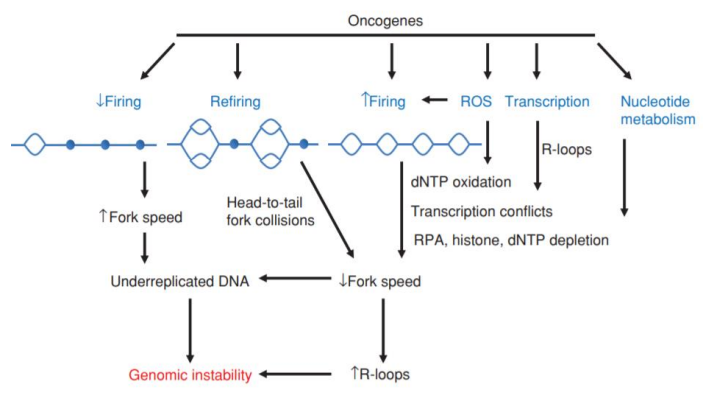 Oncogenes
↓Firing
Refiring
↑Firing
ROS
Transcription
Nucleotide
metabolism
R-loops
dNTP oxidation
Head-to-tail
fork collisions
↑Fork speed
Transcription conflicts
RPA, histone, dNTP depletion
Underreplicated DNA
↓Fork speed
Genomic instability
↑R-loops